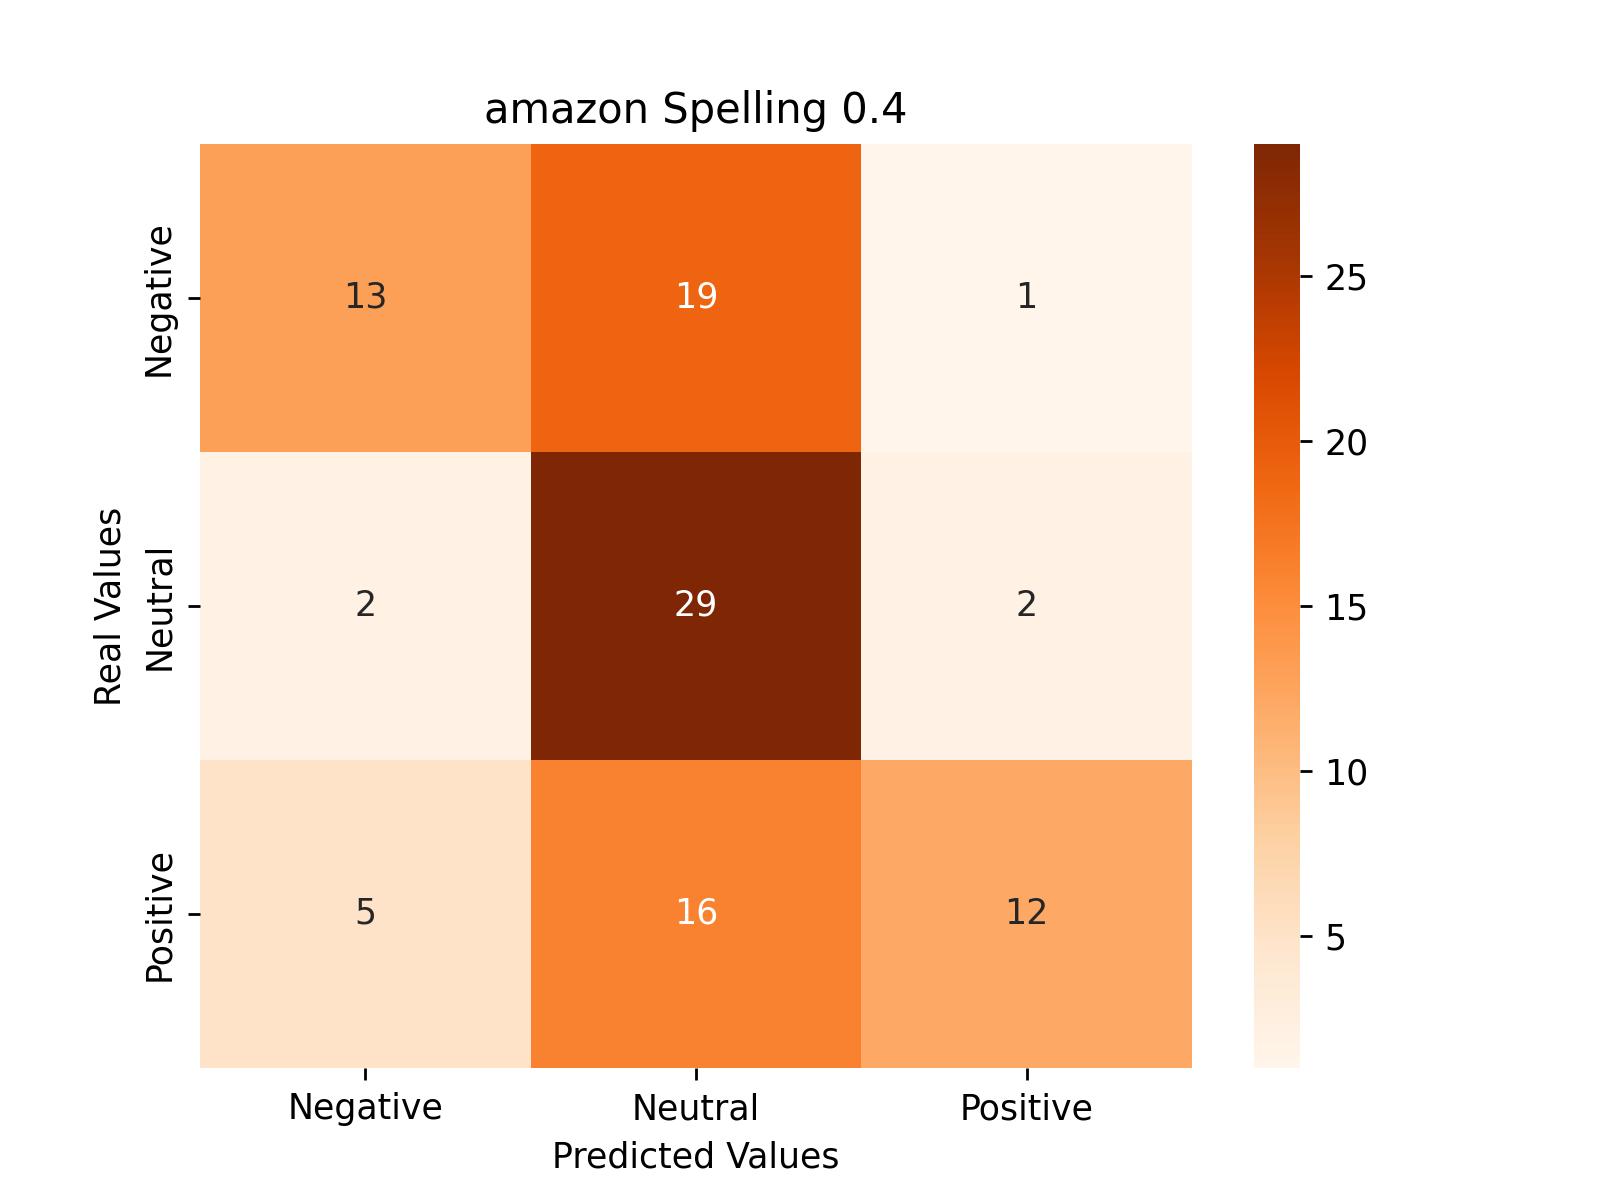 amazon Spelling 0.4
Real Values
Negative
13 19 1
Neutral
2 29 2
Positive
5 16 12
Negative Neutral Positive
Predicted Values
25
20
15
10
5